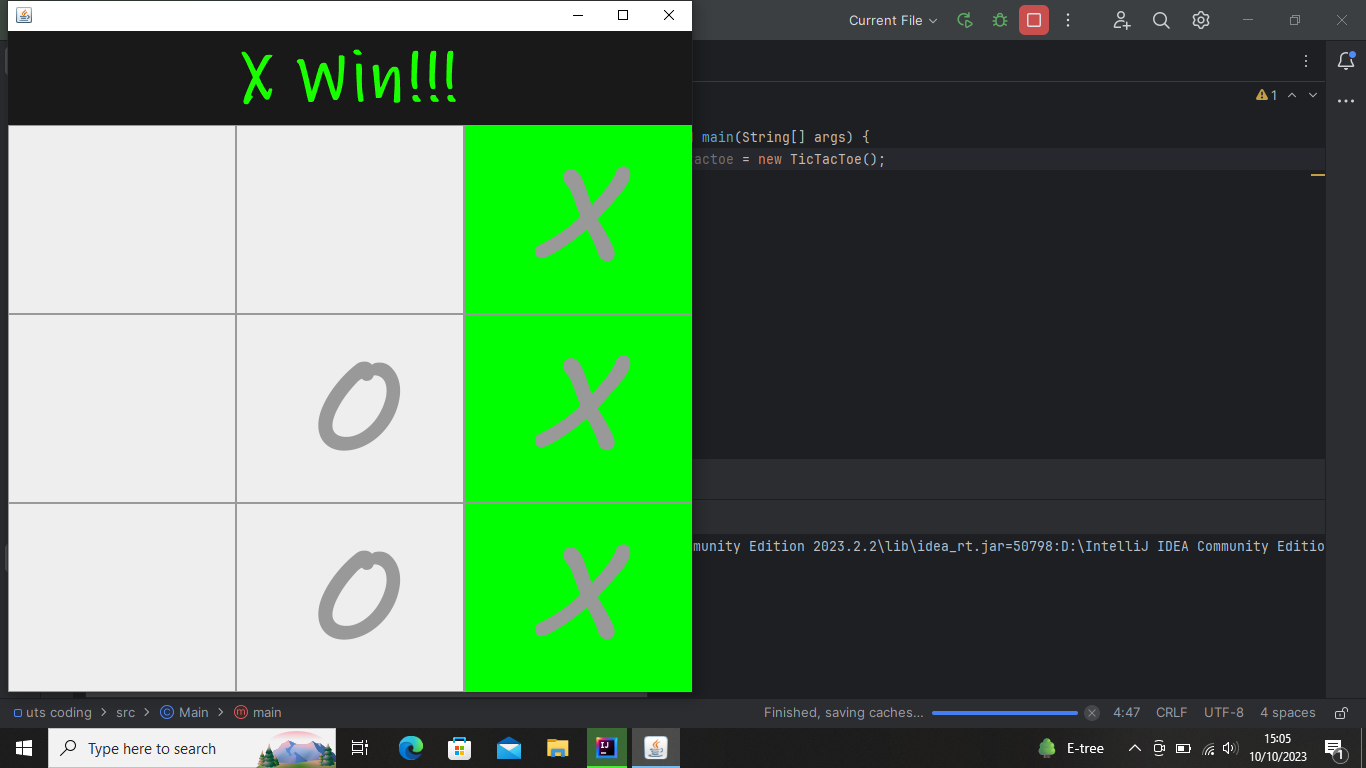 Current File
X Win!!!
1
main(String[] args) {
actoe = new TicTacToe();
X
X
O
X
O
munity Edition 2023.2.2\lib\idea_rt.jar=50798:D:\IntelliJ IDEA Community Editio
uts coding > src > Main > main
Finished, saving caches... 4:47 CRLF UTF-8 4 spaces
Type here to search
E-tree
15:05
10/10/2023
1